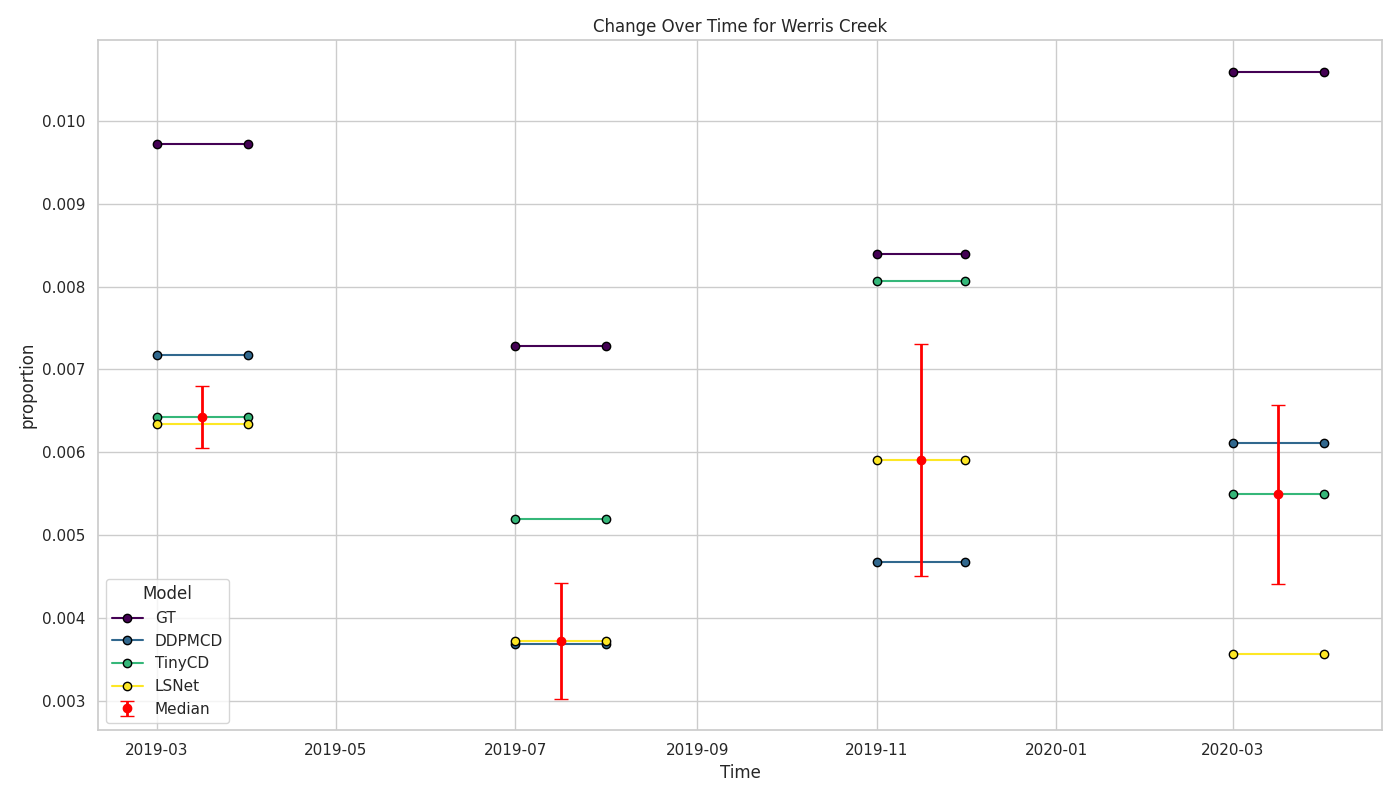 Change Over Time for Werris Creek
proportion
0.010
0.009
0.008
0.007
0.006
0.005
0.004
0.003
Model
GT
DDPMCD
TinyCD
LSNet
Median
2019-03
2019-05
2019-07
2019-09
2019-11
2020-01
2020-03
Time